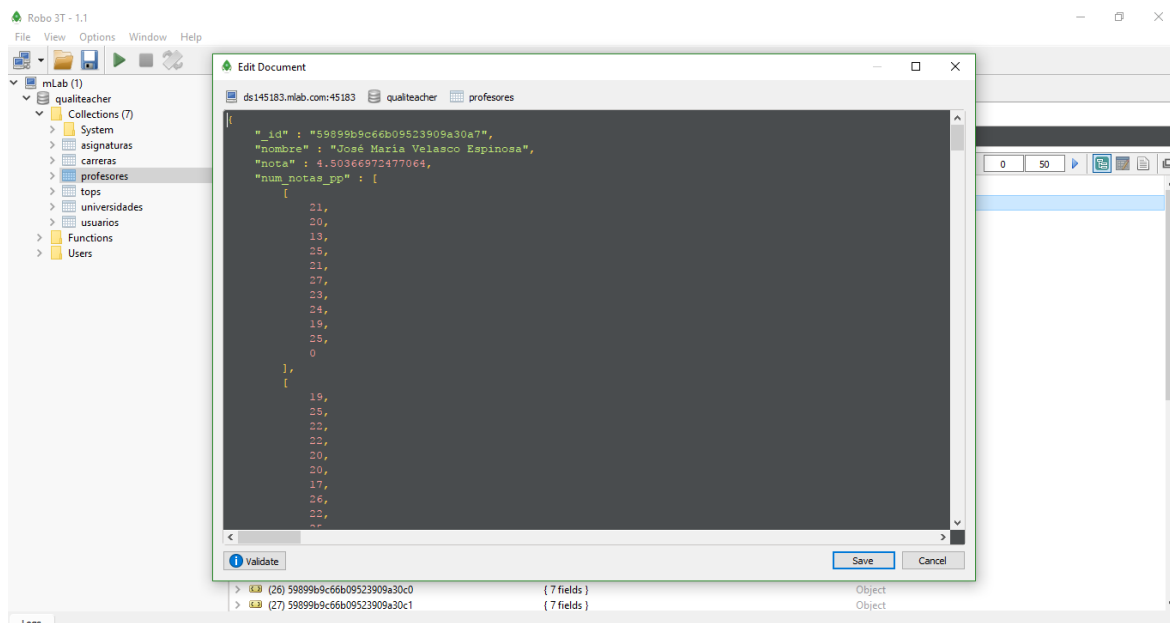 Robo 3T - 1.1
File View Options Window Help
mLab (1)
qualiteacher
Collections (7)
System
asignaturas
carreras
profesores
tops
universidades
usuarios
Functions
Users
Edit Document
ds145183.mlab.com:45183 qualiteacher profesores
{
"_id" : "59899b9c66b09523909a30a7",
"nombre" : "José María Velasco Espinosa",
"nota" : 4.50366972477064,
"num_notas_pp" : [
[
21,
20,
13,
25,
21,
27,
23,
24,
19,
25,
0
],
[
19,
25,
22,
22,
20,
20,
17,
26,
22,
25
Validate Save Cancel
0 50
(26) 59899b9c66b09523909a30c0 { 7 fields } Object
(27) 59899b9c66b09523909a30c1 { 7 fields } Object
Logs